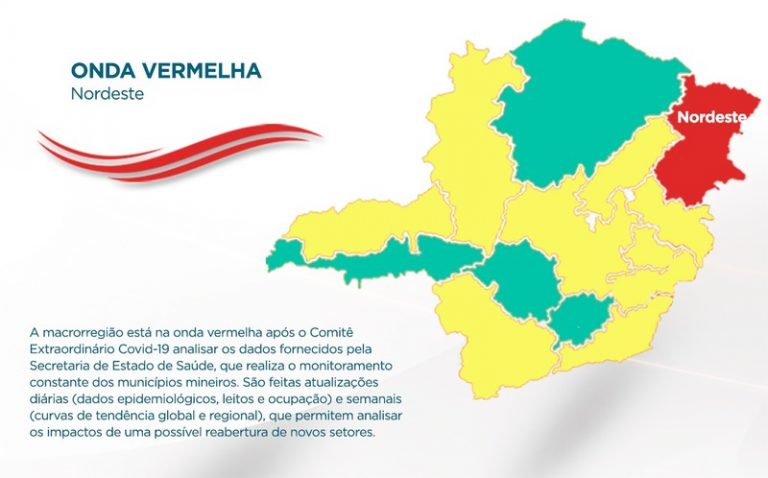 ONDA VERMELHA
Nordeste
Nordeste
A macrorregião está na onda vermelha após o Comitê
Extraordinário Covid-19 analisar os dados fornecidos pela
Secretaria de Estado de Saúde, que realiza o monitoramento
constante dos municípios mineiros. São feitas atualizações
diárias (dados epidemiológicos, leitos e ocupação) e semanais
(curvas de tendência global e regional), que permitem analisar
os impactos de uma possível reabertura de novos setores.